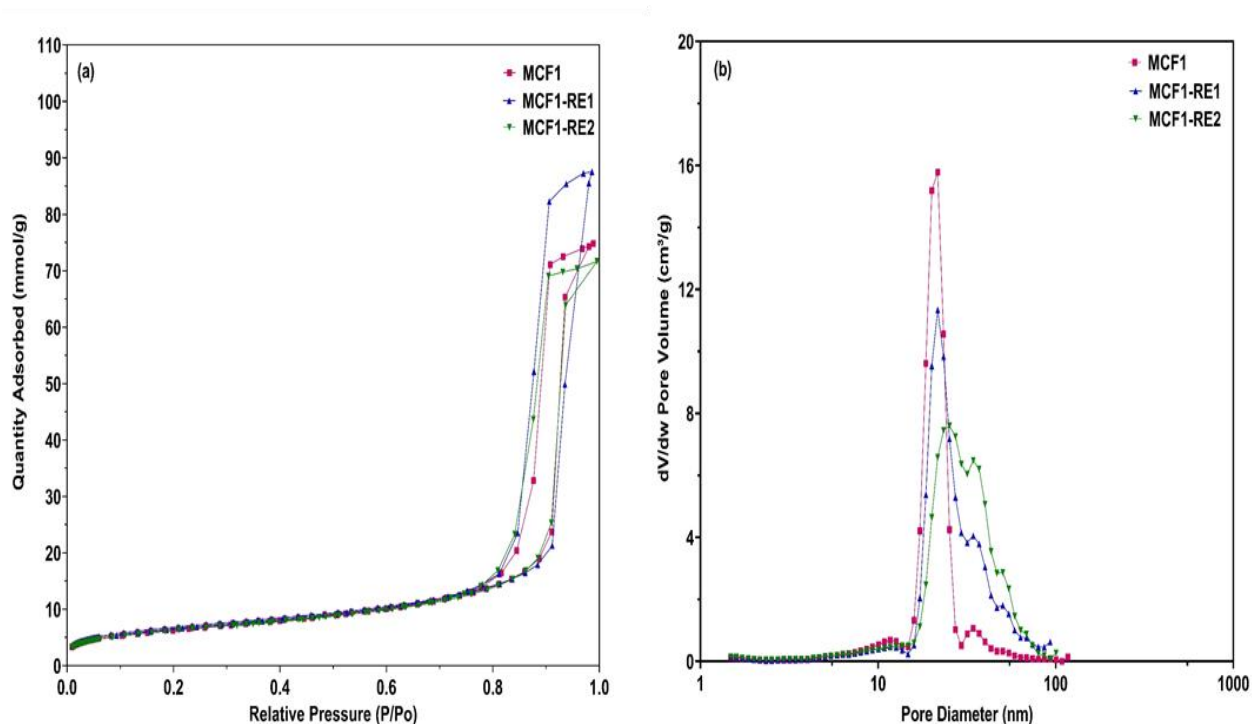 (a)
MCF1
MCF1-RE1
MCF1-RE2
Quantity Adsorbed (mmol/g)
110
100
90
80
70
60
50
40
30
20
10
0
0.0 0.2 0.4 0.6 0.8 1.0
Relative Pressure (P/Po)
(b)
MCF1
MCF1-RE1
MCF1-RE2
dV/dw Pore Volume (cm³/g)
20
16
12
8
4
0
1 10 100 1000
Pore Diameter (nm)